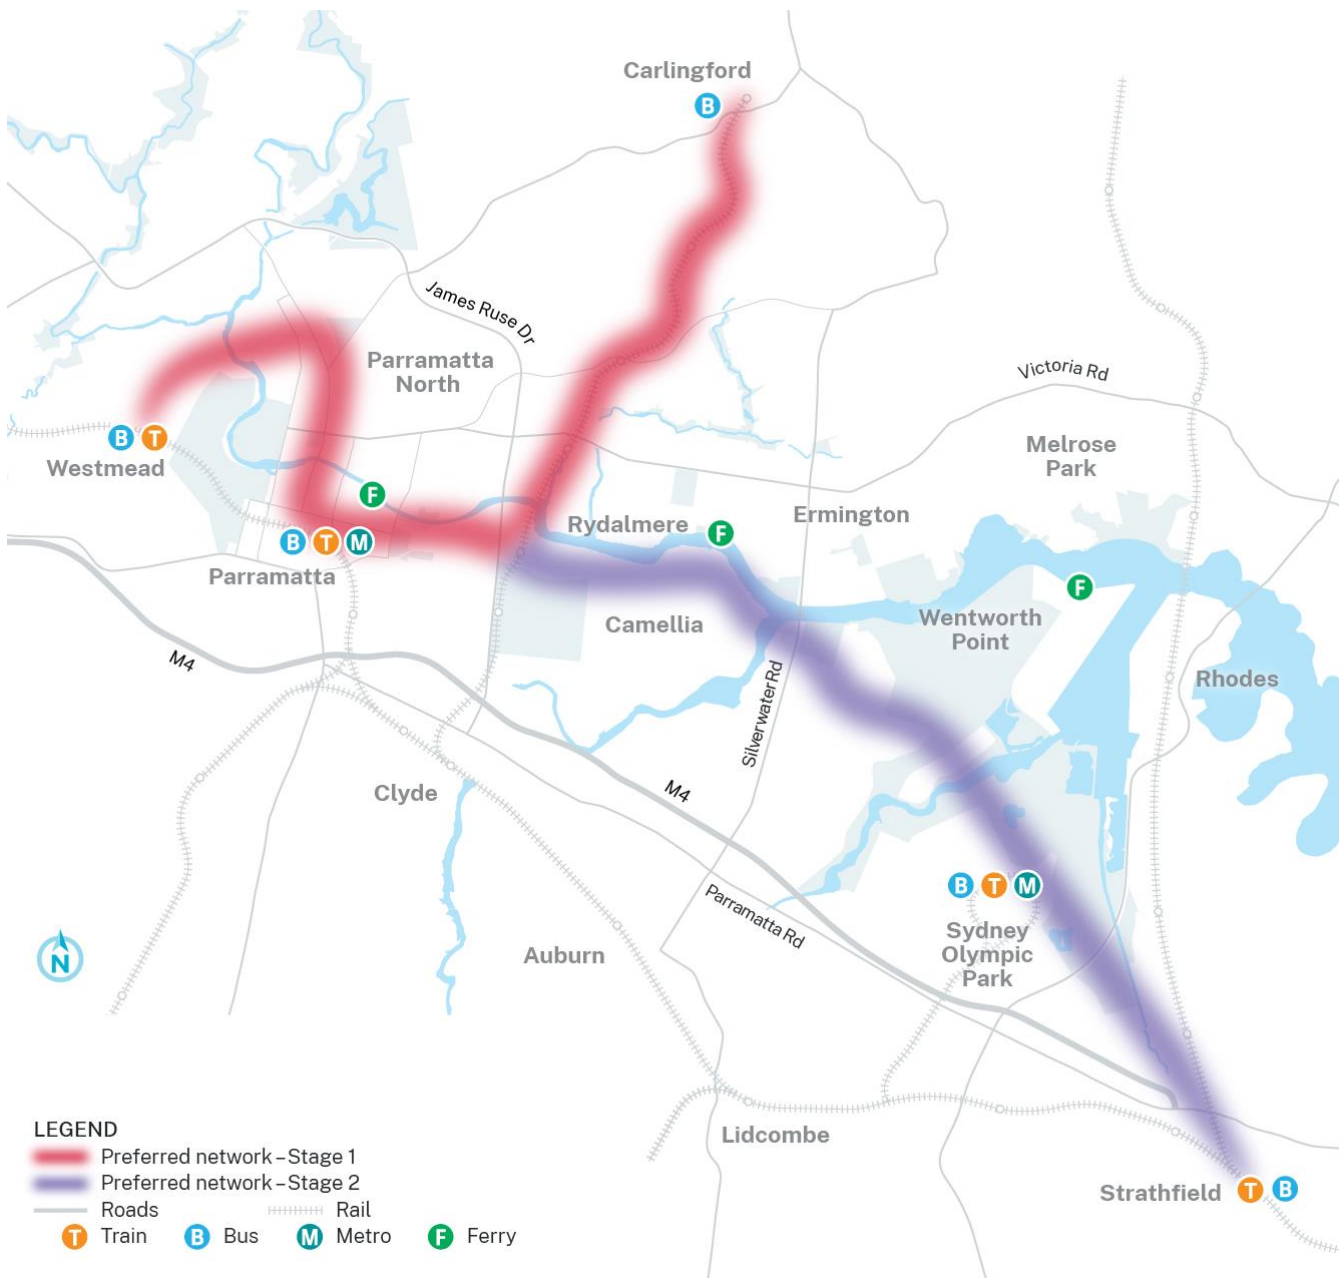 Carlingford
B
James Ruse Dr
Parramatta
North
Victoria Rd
B T
Westmead
Melrose
Park
F
Rydalmere
F
Ermington
B T M
Parramatta
F
Camellia
Wentworth
Point
M4
Silverwater Rd
Rhodes
Clyde
M4
B T M
Parramatta Rd
Sydney
Olympic
Park
Auburn
N
LEGEND
Preferred network – Stage 1
Preferred network – Stage 2
Roads Rail
T Train B Bus M Metro F Ferry
Lidcombe
Strathfield T B